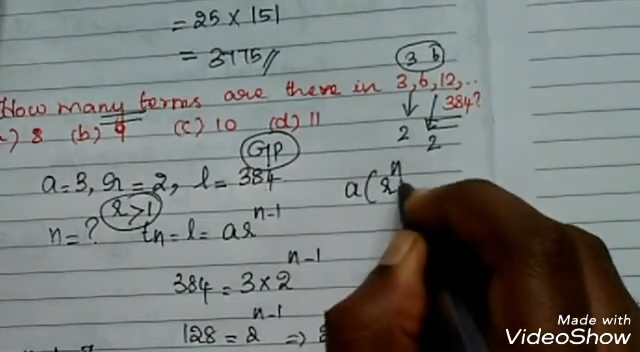 = 25 × 151
= 3775//
How many terms are there in 3, 6, 12, ..
384?
) 8 (b) 9 (c) 10 (d) 11
2
2
GP
a = 3, r = 2, l = 384
r > 1
a(r^n
n = ? tn = l = ar^n-1
384 = 3 × 2^n-1
128 = 2^n-1 =>
Made with
VideoShow